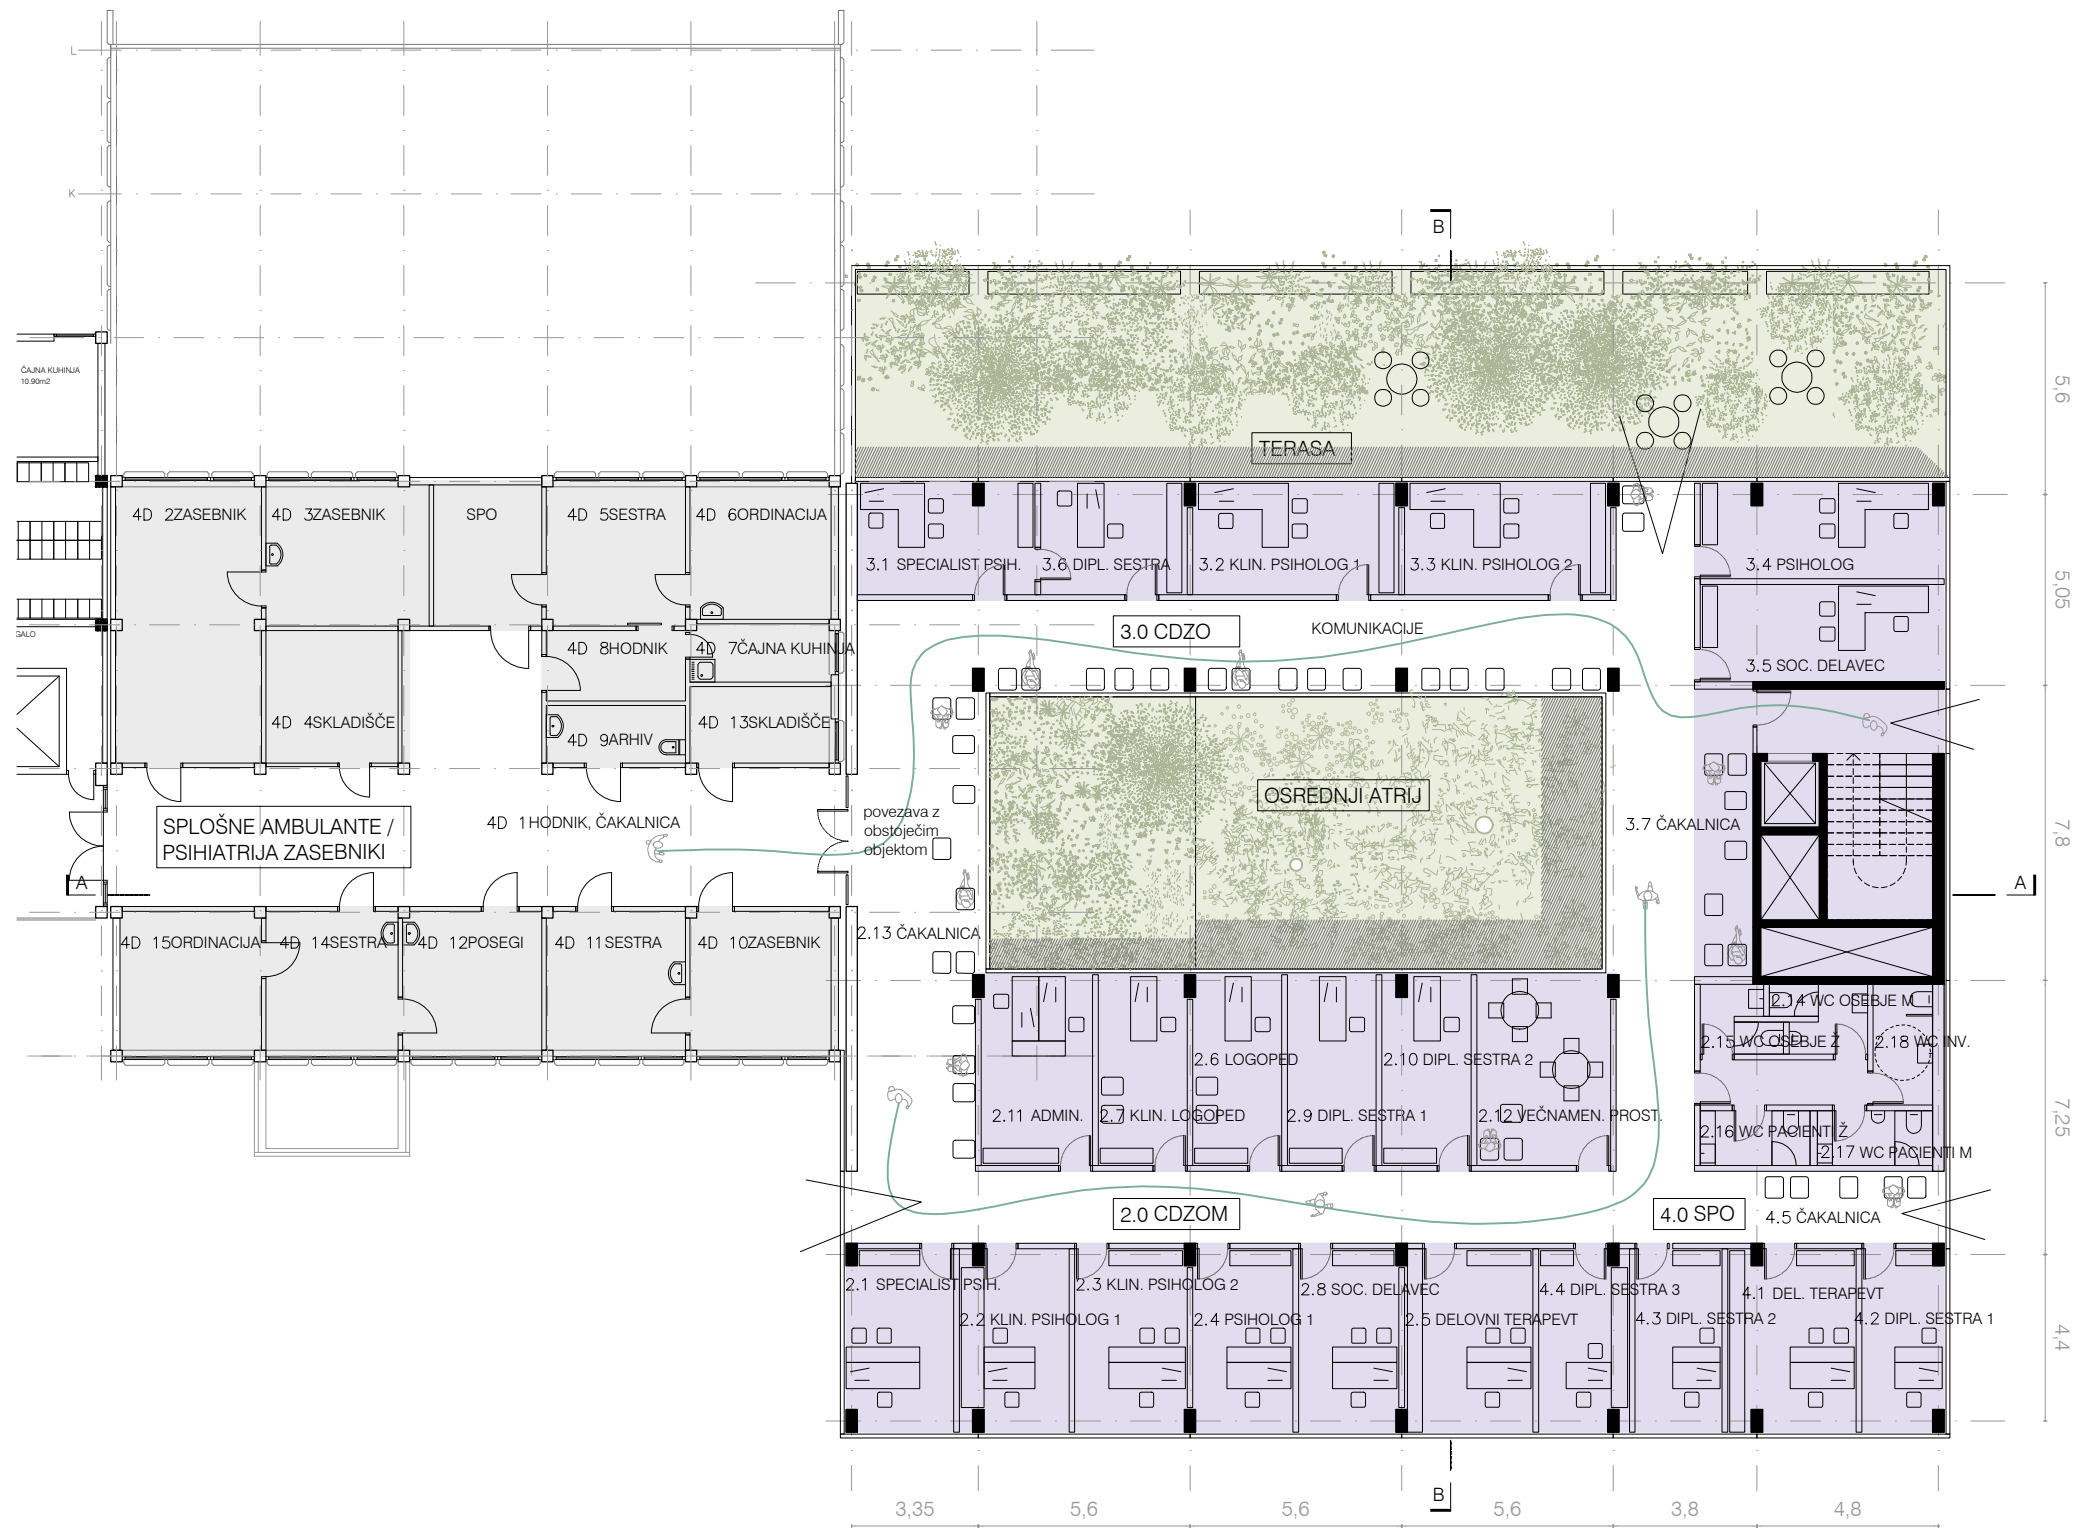 L
K
B
ČAJNA KUHINJA
10.90m2
5,6
TERASA
4D 2ZASEBNIK
4D 3ZASEBNIK
SPO
4D 5SESTRA
4D 6ORDINACIJA
3.1 SPECIALIST PSIH.
3.6 DIPL. SESTRA
3.2 KLIN. PSIHOLOG 1
3.3 KLIN. PSIHOLOG 2
3.4 PSIHOLOG
5,05
3.0 CDZO
KOMUNIKACIJE
GALO
4D 8HODNIK
4D 7ČAJNA KUHINJA
3.5 SOC. DELAVEC
4D 4SKLADIŠČE
4D 9ARHIV
4D 13SKLADIŠČE
OSREDNJI ATRIJ
SPLOŠNE AMBULANTE /
PSIHIATRIJA ZASEBNIKI
4D 1HODNIK, ČAKALNICA
povezava z
obstoječim
objektom
3.7 ČAKALNICA
7,8
A
A
4D 15ORDINACIJA
4D 14SESTRA
4D 12POSEGI
4D 11SESTRA
4D 10ZASEBNIK
2.13 ČAKALNICA
2.14 WC OSEBJE M
2.15 WC OSEBJE Ž
2.18 WC INV.
2.6 LOGOPED
2.10 DIPL. SESTRA 2
2.11 ADMIN.
2.7 KLIN. LOGOPED
2.9 DIPL. SESTRA 1
2.12 VEČNAMEN. PROST.
2.16 WC PACIENTI Ž
2.17 WC PACIENTI M
7,25
2.0 CDZOM
4.0 SPO
4.5 ČAKALNICA
2.1 SPECIALIST PSIH.
2.3 KLIN. PSIHOLOG 2
2.8 SOC. DELAVEC
4.4 DIPL. SESTRA 3
4.1 DEL. TERAPEVT
2.2 KLIN. PSIHOLOG 1
2.4 PSIHOLOG 1
2.5 DELOVNI TERAPEVT
4.3 DIPL. SESTRA 2
4.2 DIPL. SESTRA 1
4,4
B
3,35
5,6
5,6
5,6
3,8
4,8